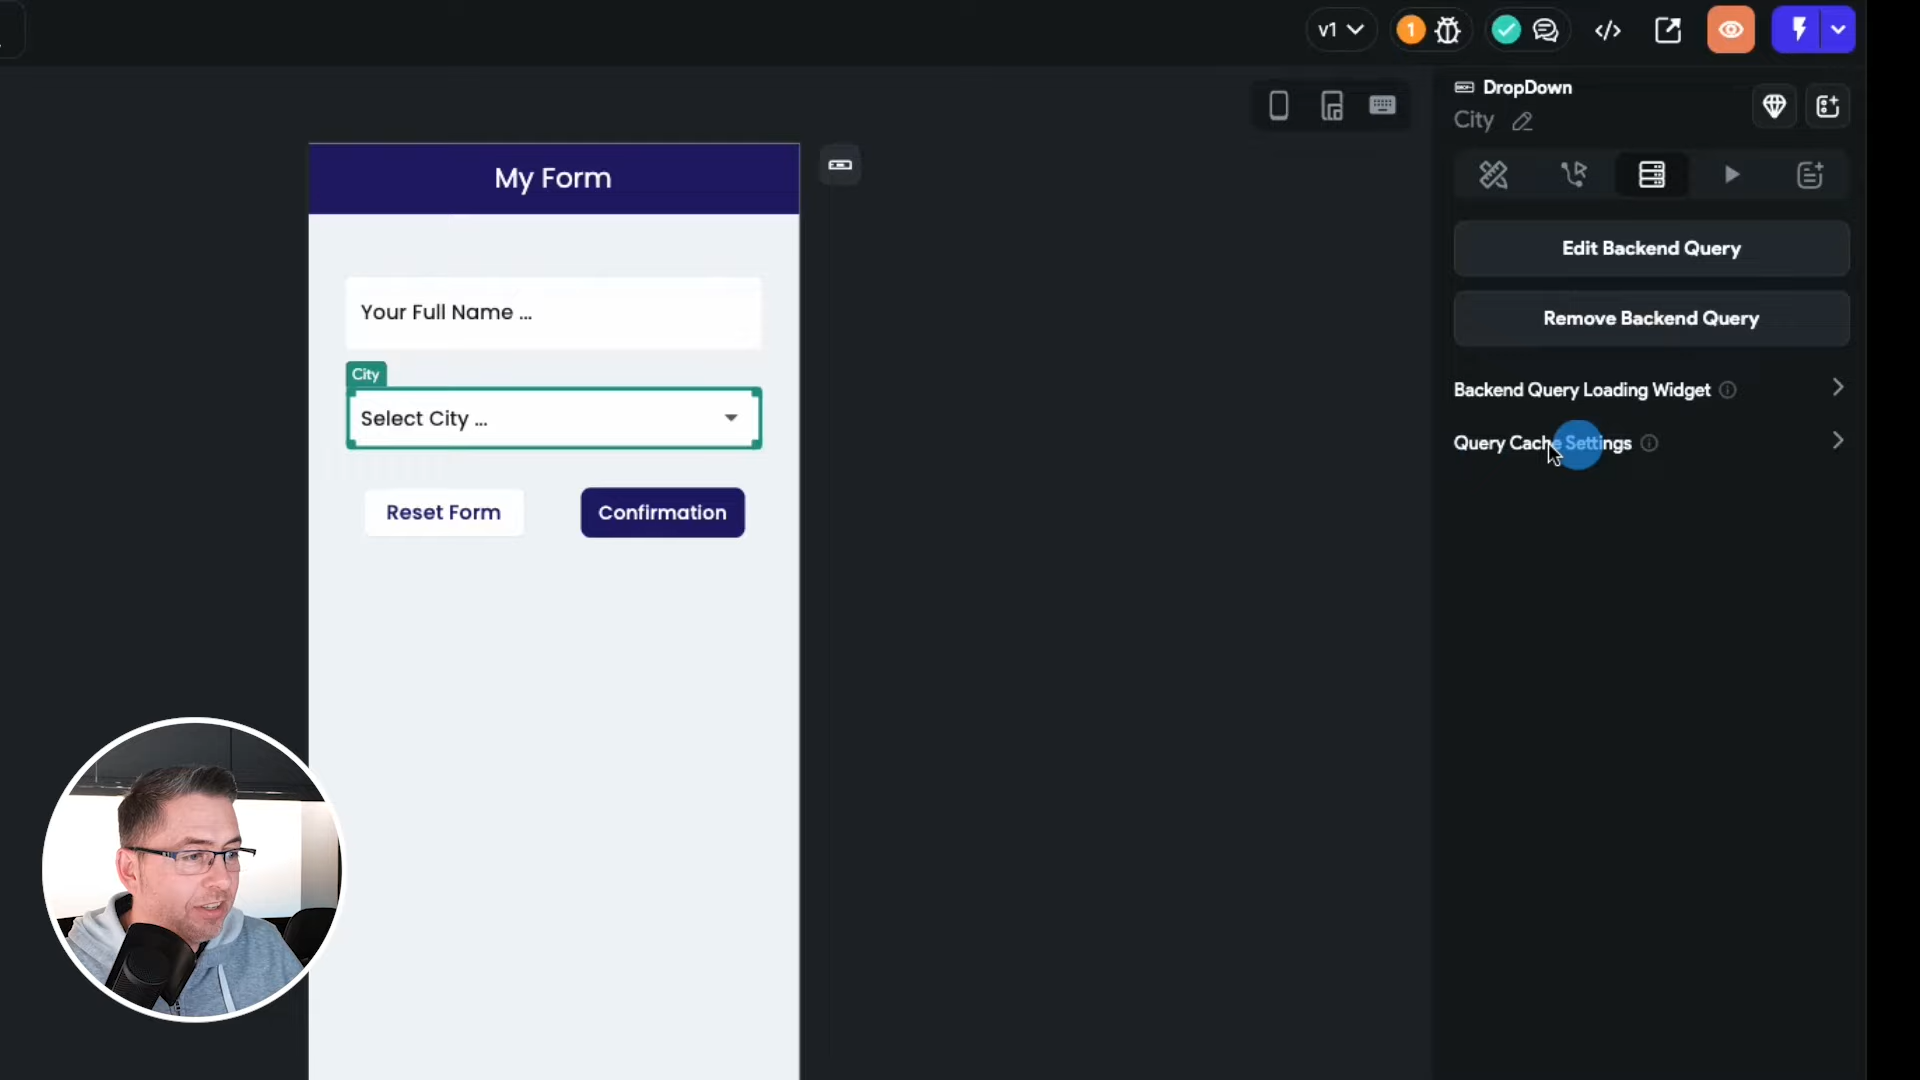 v1
1
</>
DropDown
City
My Form
Edit Backend Query
Your Full Name ...
Remove Backend Query
City
Backend Query Loading Widget
Select City ...
Query Cache Settings
Reset Form
Confirmation